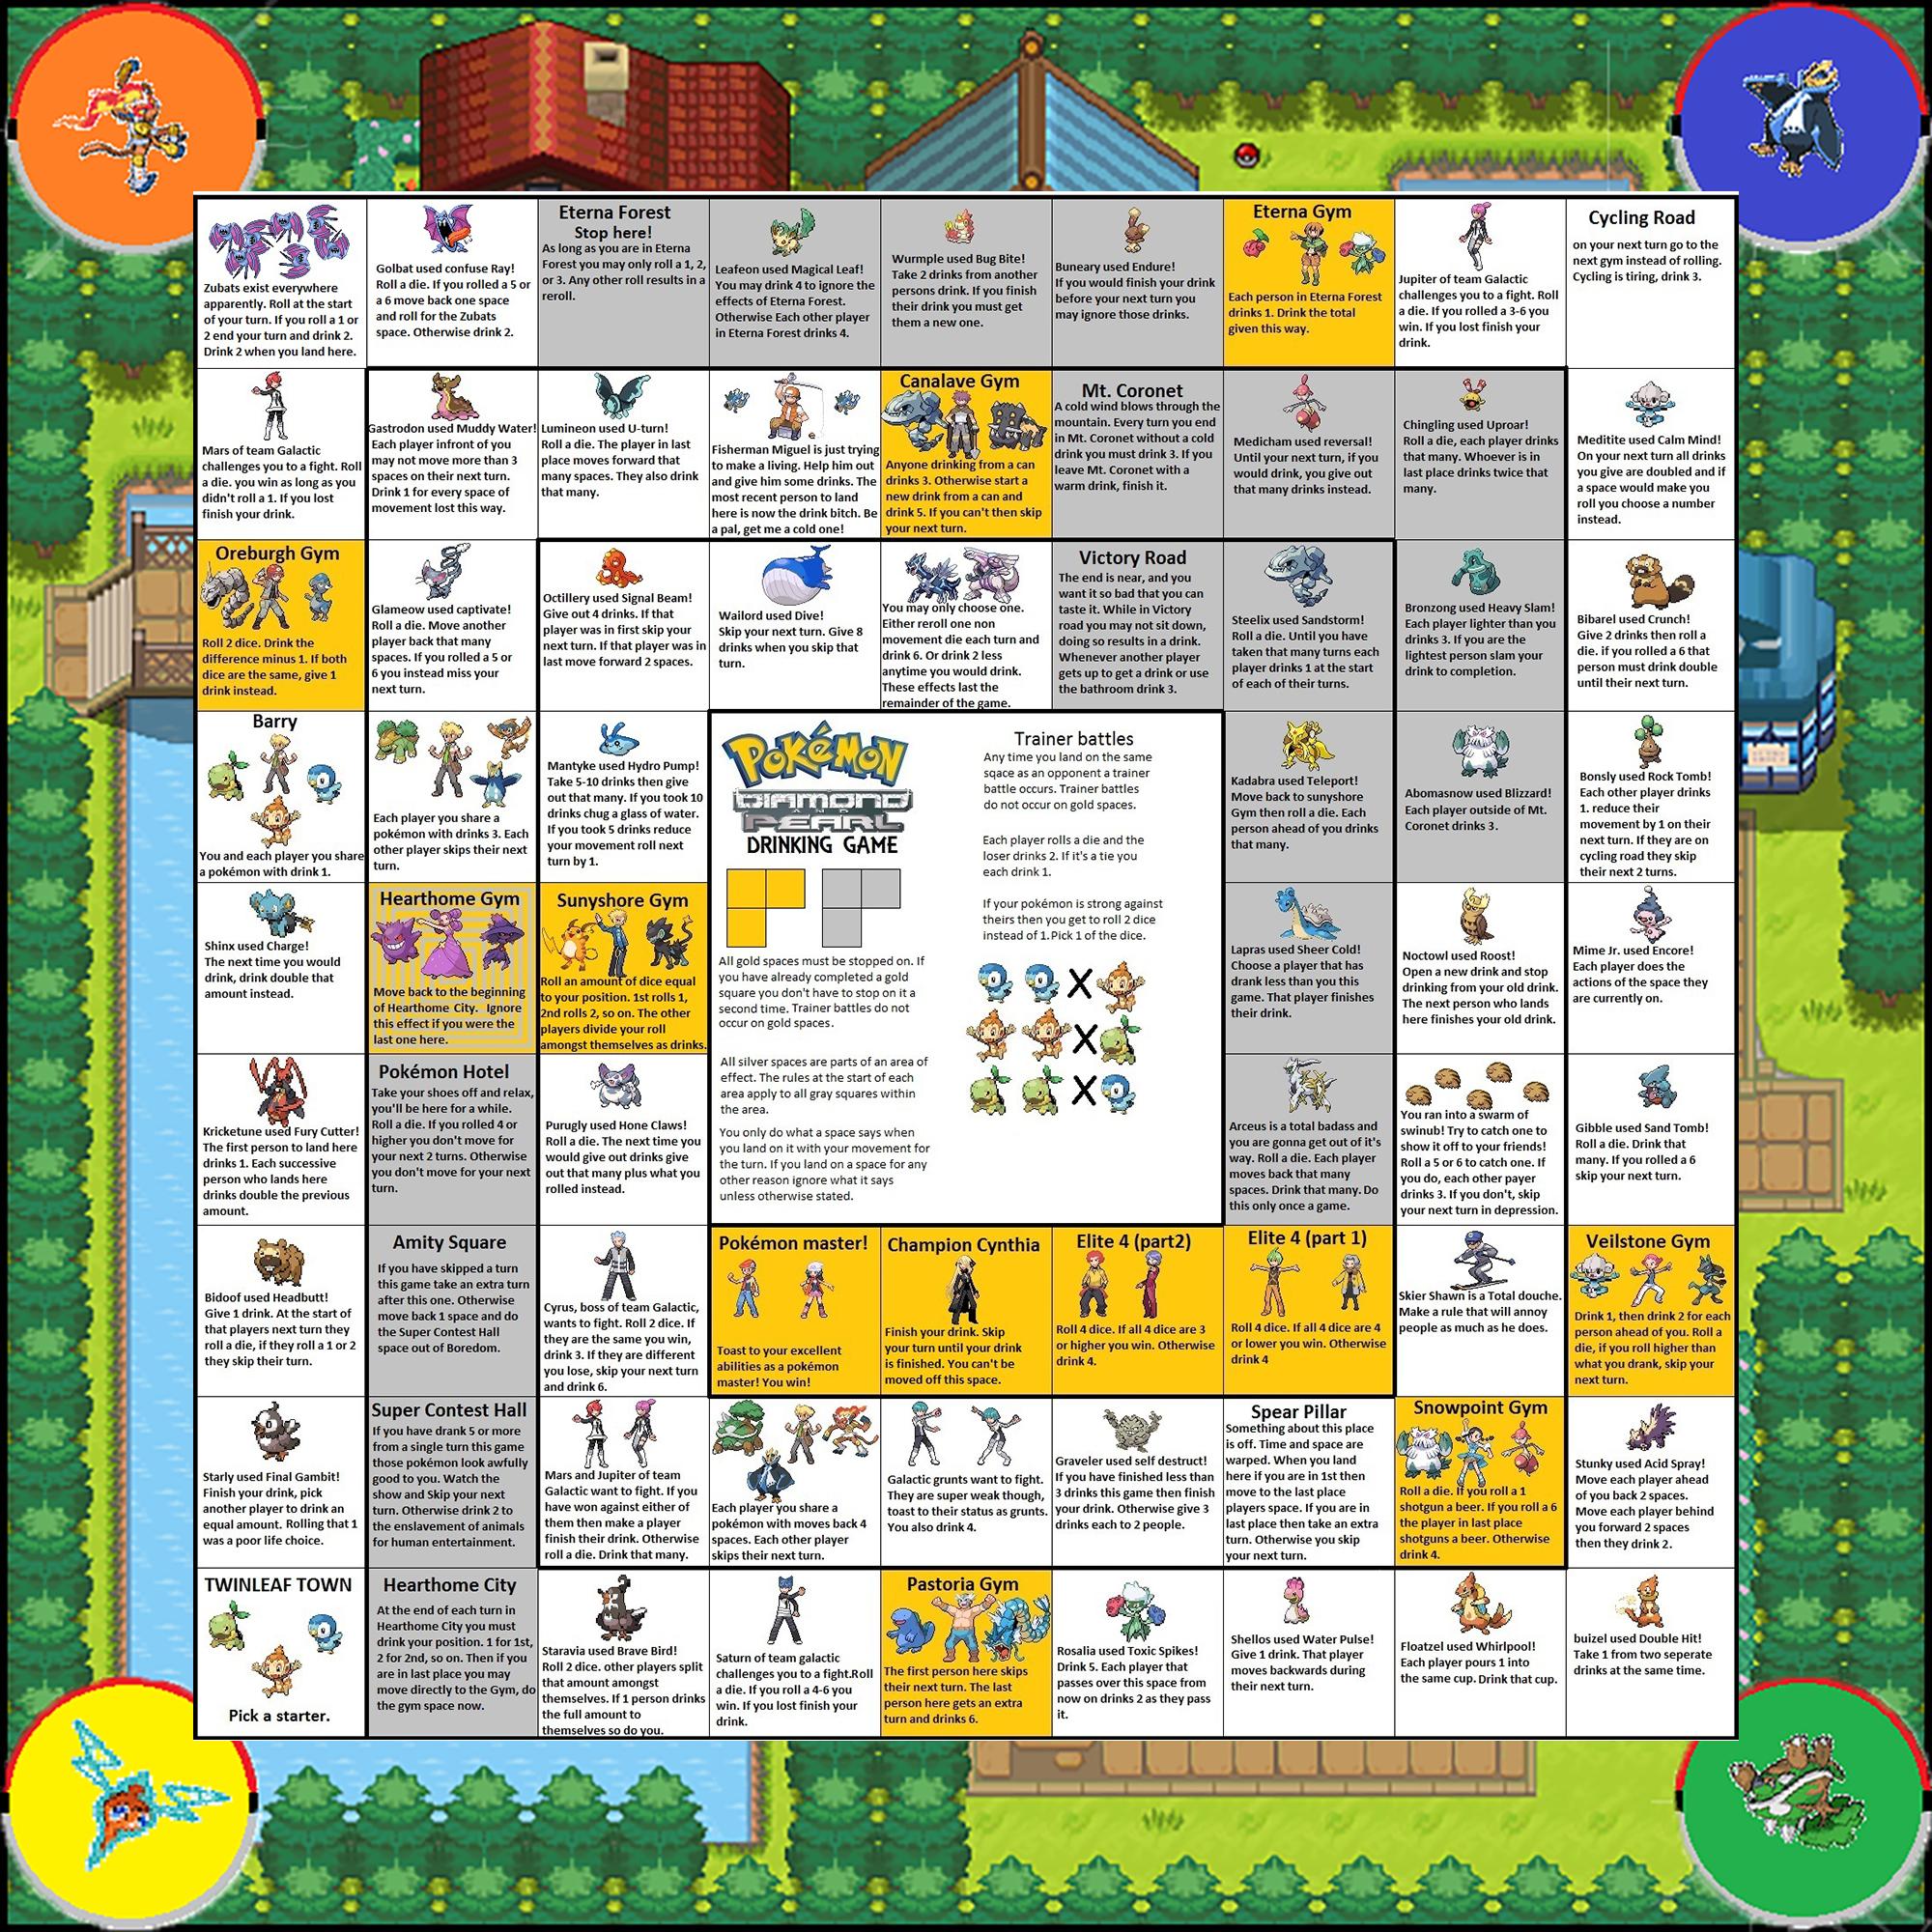 Zubats exist everywhere
apparently. Roll at the start
of your turn. If you roll a 1 or
2 end your turn and drink 2.
Drink 2 when you land here.
Golbat used confuse Ray!
Roll a die. If you rolled a 5 or
a 6 move back one space
and roll for the Zubats
space. Otherwise drink 2.
Eterna Forest
Stop here!
As long as you are in Eterna
Forest you may only roll a 1, 2,
or 3. Any other roll results in a
reroll.
Leafeon used Magical Leaf!
You may drink 4 to ignore the
effects of Eterna Forest.
Otherwise Each other player
in Eterna Forest drinks 4.
Wurmple used Bug Bite!
Take 2 drinks from another
persons drink. If you finish
their drink you must get
them a new one.
Buneary used Endure!
If you would finish your drink
before your next turn you
may ignore those drinks.
Eterna Gym
Each person in Eterna Forest
drinks 1. Drink the total
given this way.
Jupiter of team Galactic
challenges you to a fight. Roll
a die. If you rolled a 3-6 you
win. If you lost finish your
drink.
Cycling Road
on your next turn go to the
next gym instead of rolling.
Cycling is tiring, drink 3.
Mars of team Galactic
challenges you to a fight. Roll
a die. you win as long as you
didn't roll a 1. If you lost
finish your drink.
Gastrodon used Muddy Water!
Each player infront of you
may not move more than 3
spaces on their next turn.
Drink 1 for every space of
movement lost this way.
Lumineon used U-turn!
Roll a die. The player in last
place moves forward that
many spaces. They also drink
that many.
Fisherman Miguel is just trying
to make a living. Help him out
and give him some drinks. The
most recent person to land
here is now the drink bitch. Be
a pal, get me a cold one!
Canalave Gym
Anyone drinking from a can
drinks 3. Otherwise start a
new drink from a can and
drink 5. If you can't then skip
your next turn.
Mt. Coronet
A cold wind blows through the
mountain. Every turn you end
in Mt. Coronet without a cold
drink you must drink 3. If you
leave Mt. Coronet with a
warm drink, finish it.
Medicham used reversal!
Until your next turn, if you
would drink, you give out
that many drinks instead.
Chingling used Uproar!
Roll a die, each player drinks
that many. Whoever is in
last place drinks twice that
many.
Meditite used Calm Mind!
On your next turn all drinks
you give are doubled and if
a space would make you
roll you choose a number
instead.
Oreburgh Gym
Roll 2 dice. Drink the
difference minus 1. If both
dice are the same, give 1
drink instead.
Glameow used captivate!
Roll a die. Move another
player back that many
spaces. If you rolled a 5 or
6 you instead miss your
next turn.
Octillery used Signal Beam!
Give out 4 drinks. If that
player was in first skip your
next turn. If that player was in
last move forward 2 spaces.
Wailord used Dive!
Skip your next turn. Give 8
drinks when you skip that
turn.
You may only choose one.
Either reroll one non
movement die each turn and
drink 6. Or drink 2 less
anytime you would drink.
These effects last the
remainder of the game.
Victory Road
The end is near, and you
want it so bad that you can
taste it. While in Victory
road you may not sit down,
doing so results in a drink.
Whenever another player
gets up to get a drink or use
the bathroom drink 3.
Steelix used Sandstorm!
Roll a die. Until you have
taken that many turns each
player drinks 1 at the start
of each of their turns.
Bronzong used Heavy Slam!
Each player lighter than you
drinks 3. If you are the
lightest person slam your
drink to completion.
Bibarel used Crunch!
Give 2 drinks then roll a
die. if you rolled a 6 that
person must drink double
until their next turn.
Barry
You and each player you share
a pokémon with drink 1.
Each player you share a
pokémon with drinks 3. Each
other player skips their next
turn.
Mantyke used Hydro Pump!
Take 5-10 drinks then give
out that many. If you took 10
drinks chug a glass of water.
If you took 5 drinks reduce
your movement roll next
turn by 1.
POKéMON
DIAMOND
AND
PEARL
DRINKING GAME
All gold spaces must be stopped on. If
you have already completed a gold
square you don't have to stop on it a
second time. Trainer battles do not
occur on gold spaces.
All silver spaces are parts of an area of
effect. The rules at the start of each
area apply to all gray squares within
the area.
You only do what a space says when
you land on it with your movement for
the turn. If you land on a space for any
other reason ignore what it says
unless otherwise stated.
Trainer battles
Any time you land on the same
sqace as an opponent a trainer
battle occurs. Trainer battles
do not occur on gold spaces.
Each player rolls a die and the
loser drinks 2. If it's a tie you
each drink 1.
If your pokémon is strong against
theirs then you get to roll 2 dice
instead of 1. Pick 1 of the dice.
X
X
X
Kadabra used Teleport!
Move back to sunyshore
Gym then roll a die. Each
person ahead of you drinks
that many.
Abomasnow used Blizzard!
Each player outside of Mt.
Coronet drinks 3.
Bonsly used Rock Tomb!
Each other player drinks
1. reduce their
movement by 1 on their
next turn. If they are on
cycling road they skip
their next 2 turns.
Shinx used Charge!
The next time you would
drink, drink double that
amount instead.
Hearthome Gym
Move back to the beginning
of Hearthome City. Ignore
this effect if you were the
last one here.
Sunyshore Gym
Roll an amount of dice equal
to your position. 1st rolls 1,
2nd rolls 2, so on. The other
players divide your roll
amongst themselves as drinks.
Lapras used Sheer Cold!
Choose a player that has
drank less than you this
game. That player finishes
their drink.
Noctowl used Roost!
Open a new drink and stop
drinking from your old drink.
The next person who lands
here finishes your old drink.
Mime Jr. used Encore!
Each player does the
actions of the space they
are currently on.
Kricketune used Fury Cutter!
The first person to land here
drinks 1. Each successive
person who lands here
drinks double the previous
amount.
Pokémon Hotel
Take your shoes off and relax,
you'll be here for a while.
Roll a die. If you rolled 4 or
higher you don't move for
your next 2 turns. Otherwise
you don't move for your next
turn.
Purugly used Hone Claws!
Roll a die. The next time you
would give out drinks give
out that many plus what you
rolled instead.
Arceus is a total badass and
you are gonna get out of it's
way. Roll a die. Each player
moves back that many
spaces. Drink that many. Do
this only once a game.
You ran into a swarm of
swinub! Try to catch one to
show it off to your friends!
Roll a 5 or 6 to catch one. If
you do, each other payer
drinks 3. If you don't, skip
your next turn in depression.
Gibble used Sand Tomb!
Roll a die. Drink that
many. If you rolled a 6
skip your next turn.
Bidoof used Headbutt!
Give 1 drink. At the start of
that players next turn they
roll a die, if they roll a 1 or 2
they skip their turn.
Amity Square
If you have skipped a turn
this game take an extra turn
after this one. Otherwise
move back 1 space and do
the Super Contest Hall
space out of Boredom.
Cyrus, boss of team Galactic,
wants to fight. Roll 2 dice. If
they are the same you win,
drink 3. If they are different
you lose, skip your next turn
and drink 6.
Pokémon master!
Toast to your excellent
abilities as a pokémon
master! You win!
Champion Cynthia
Finish your drink. Skip
your turn until your drink
is finished. You can't be
moved off this space.
Elite 4 (part2)
Roll 4 dice. If all 4 dice are 3
or higher you win. Otherwise
drink 4.
Elite 4 (part 1)
Roll 4 dice. If all 4 dice are 4
or lower you win. Otherwise
drink 4
Skier Shawn is a Total douche.
Make a rule that will annoy
people as much as he does.
Veilstone Gym
Drink 1, then drink 2 for each
person ahead of you. Roll a
die, if you roll higher than
what you drank, skip your
next turn.
Starly used Final Gambit!
Finish your drink, pick
another player to drink an
equal amount. Rolling that 1
was a poor life choice.
Super Contest Hall
If you have drank 5 or more
from a single turn this game
those pokémon look awfully
good to you. Watch the
show and Skip your next
turn. Otherwise drink 2 to
the enslavement of animals
for human entertainment.
Mars and Jupiter of team
Galactic want to fight. If you
have won against either of
them then make a player
finish their drink. Otherwise
roll a die. Drink that many.
Each player you share a
pokémon with moves back 4
spaces. Each other player
skips their next turn.
Galactic grunts want to fight.
They are super weak though,
toast to their status as grunts.
You also drink 4.
Graveler used self destruct!
If you have finished less than
3 drinks this game then finish
your drink. Otherwise give 3
drinks each to 2 people.
Spear Pillar
Something about this place
is off. Time and space are
warped. When you land
here if you are in 1st then
move to the last place
players space. If you are in
last place then take an extra
turn. Otherwise you skip
your next turn.
Snowpoint Gym
Roll a die. If you roll a 1
shotgun a beer. If you roll a 6
the player in last place
shotguns a beer. Otherwise
drink 4.
Stunky used Acid Spray!
Move each player ahead
of you back 2 spaces.
Move each player behind
you forward 2 spaces
then they drink 2.
TWINLEAF TOWN
Pick a starter.
Hearthome City
At the end of each turn in
Hearthome City you must
drink your position. 1 for 1st,
2 for 2nd, so on. Then if you
are in last place you may
move directly to the Gym, do
the gym space now.
Staravia used Brave Bird!
Roll 2 dice. other players split
that amount amongst
themselves. If 1 person drinks
the full amount to
themselves so do you.
Saturn of team galactic
challenges you to a fight.Roll
a die. If you roll a 4-6 you
win. If you lost finish your
drink.
Pastoria Gym
The first person here skips
their next turn. The last
person here gets an extra
turn and drinks 6.
Rosalia used Toxic Spikes!
Drink 5. Each player that
passes over this space from
now on drinks 2 as they pass
it.
Shellos used Water Pulse!
Give 1 drink. That player
moves backwards during
their next turn.
Floatzel used Whirlpool!
Each player pours 1 into
the same cup. Drink that cup.
buizel used Double Hit!
Take 1 from two seperate
drinks at the same time.